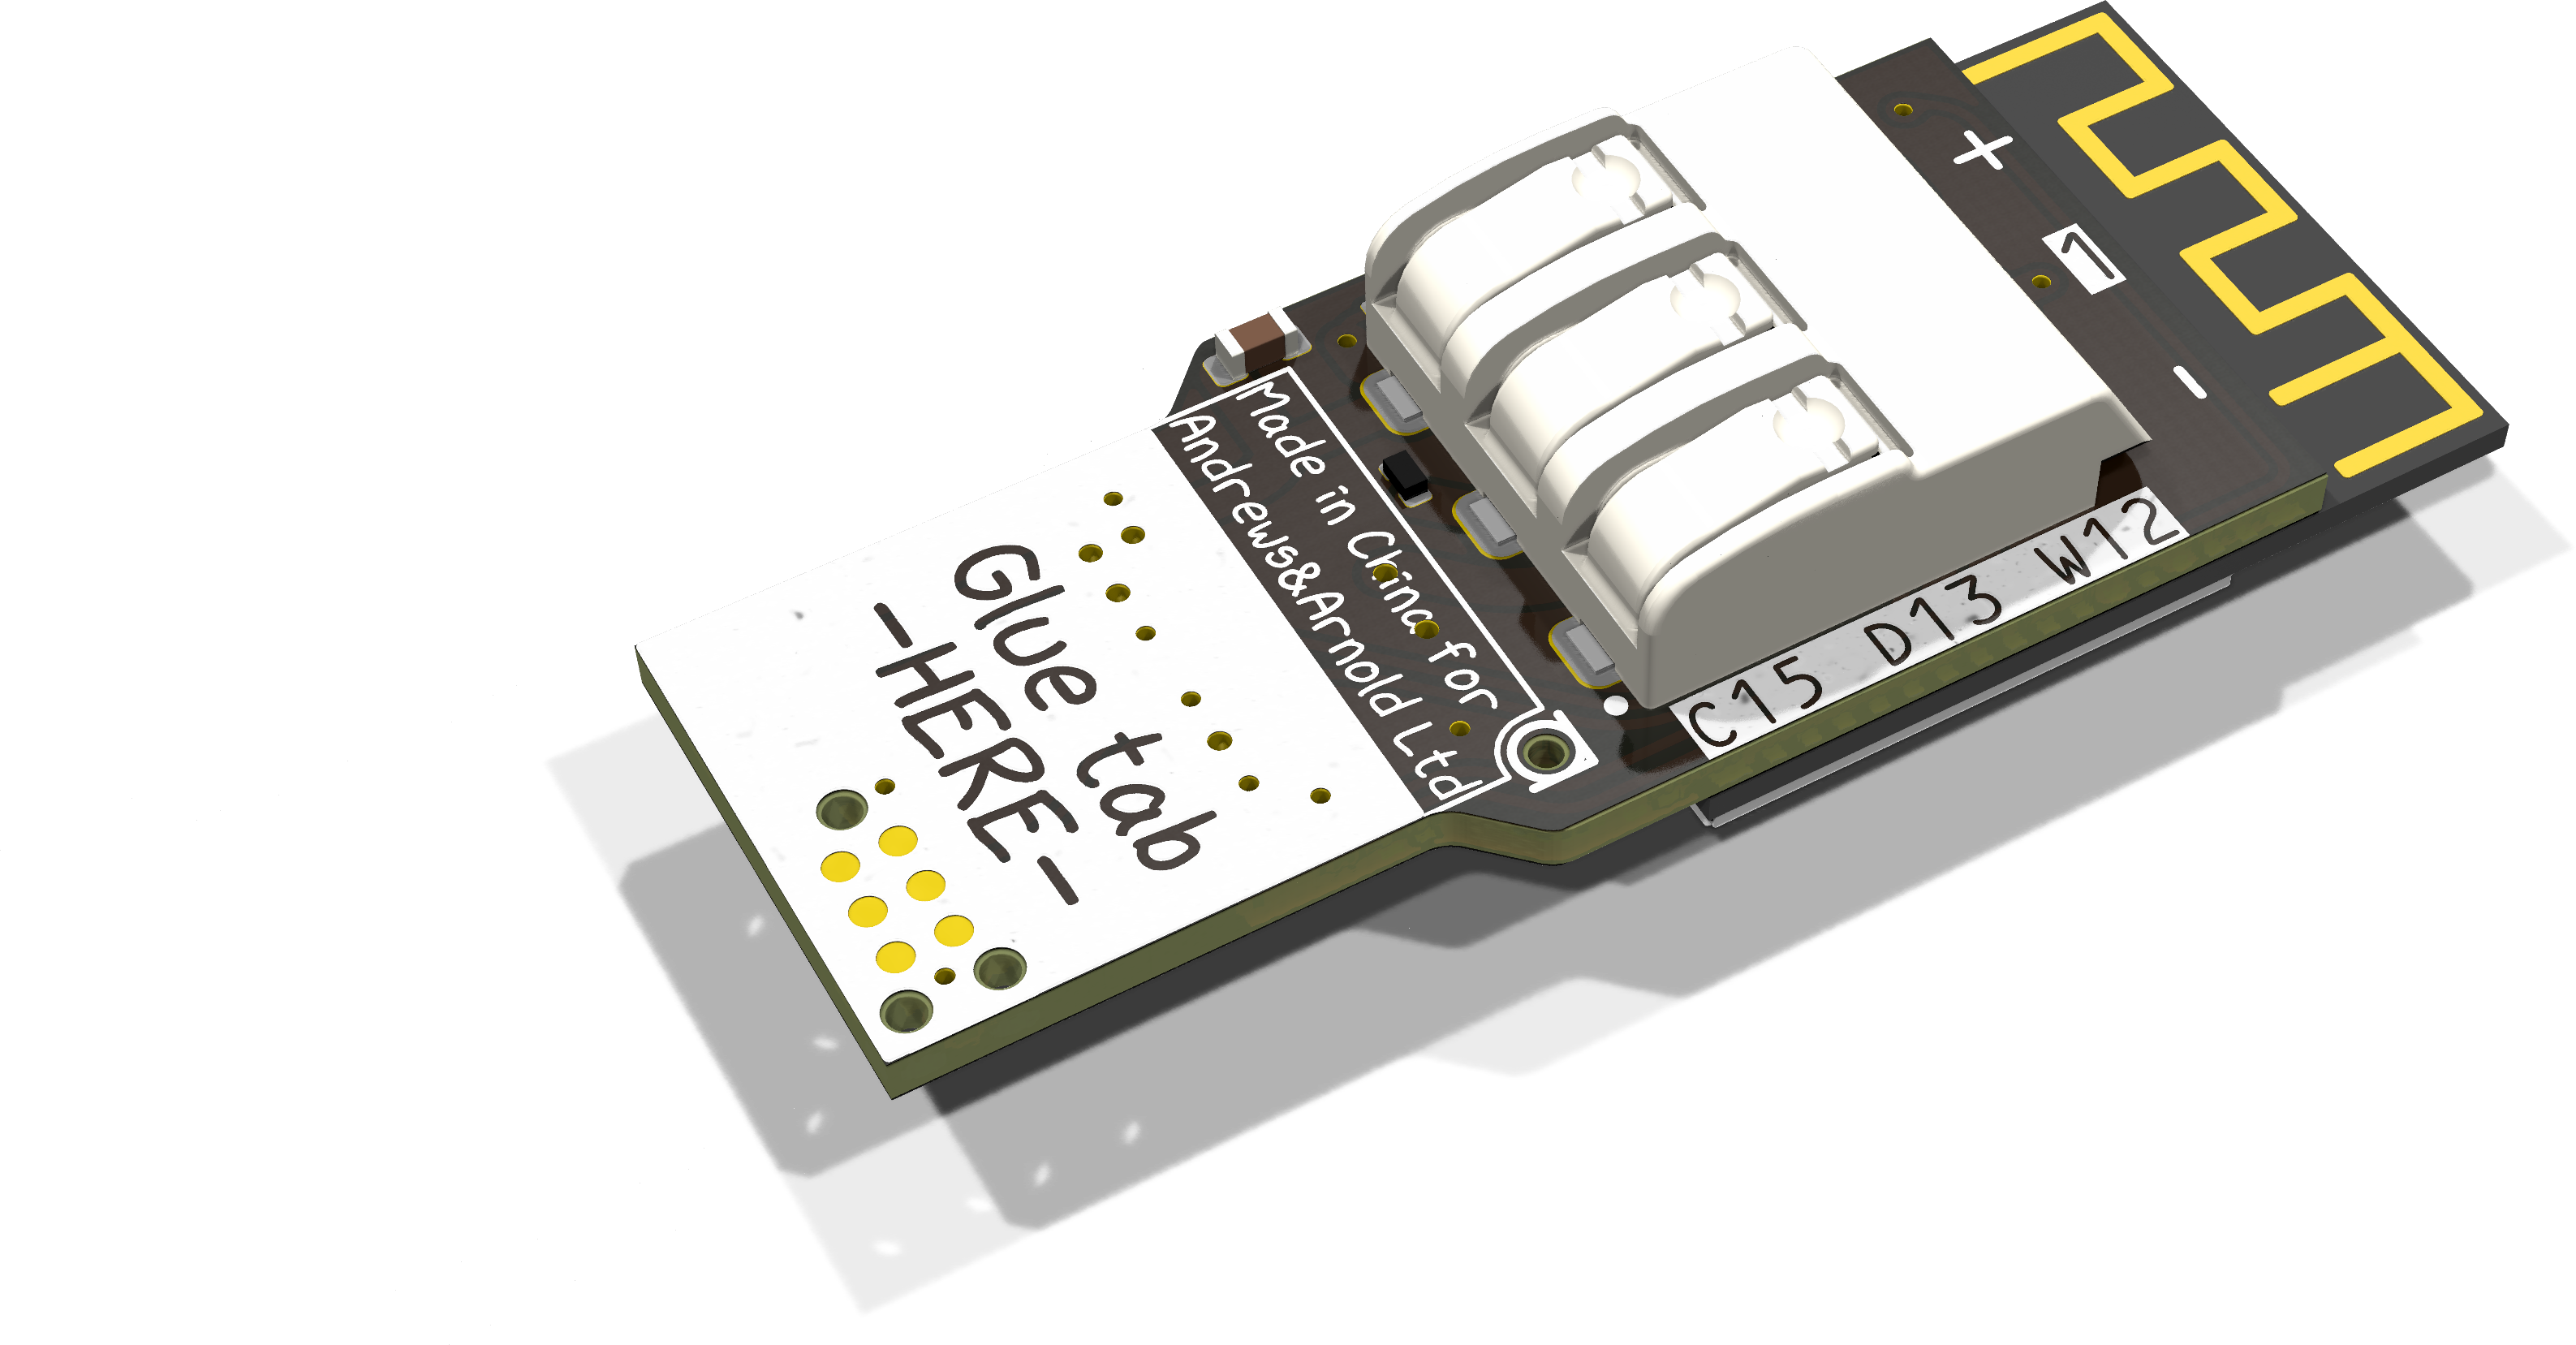 Glue tab
-HERE-
Made in China for
Andrews&Arnold Ltd
C15 D13 W12
+
1
-